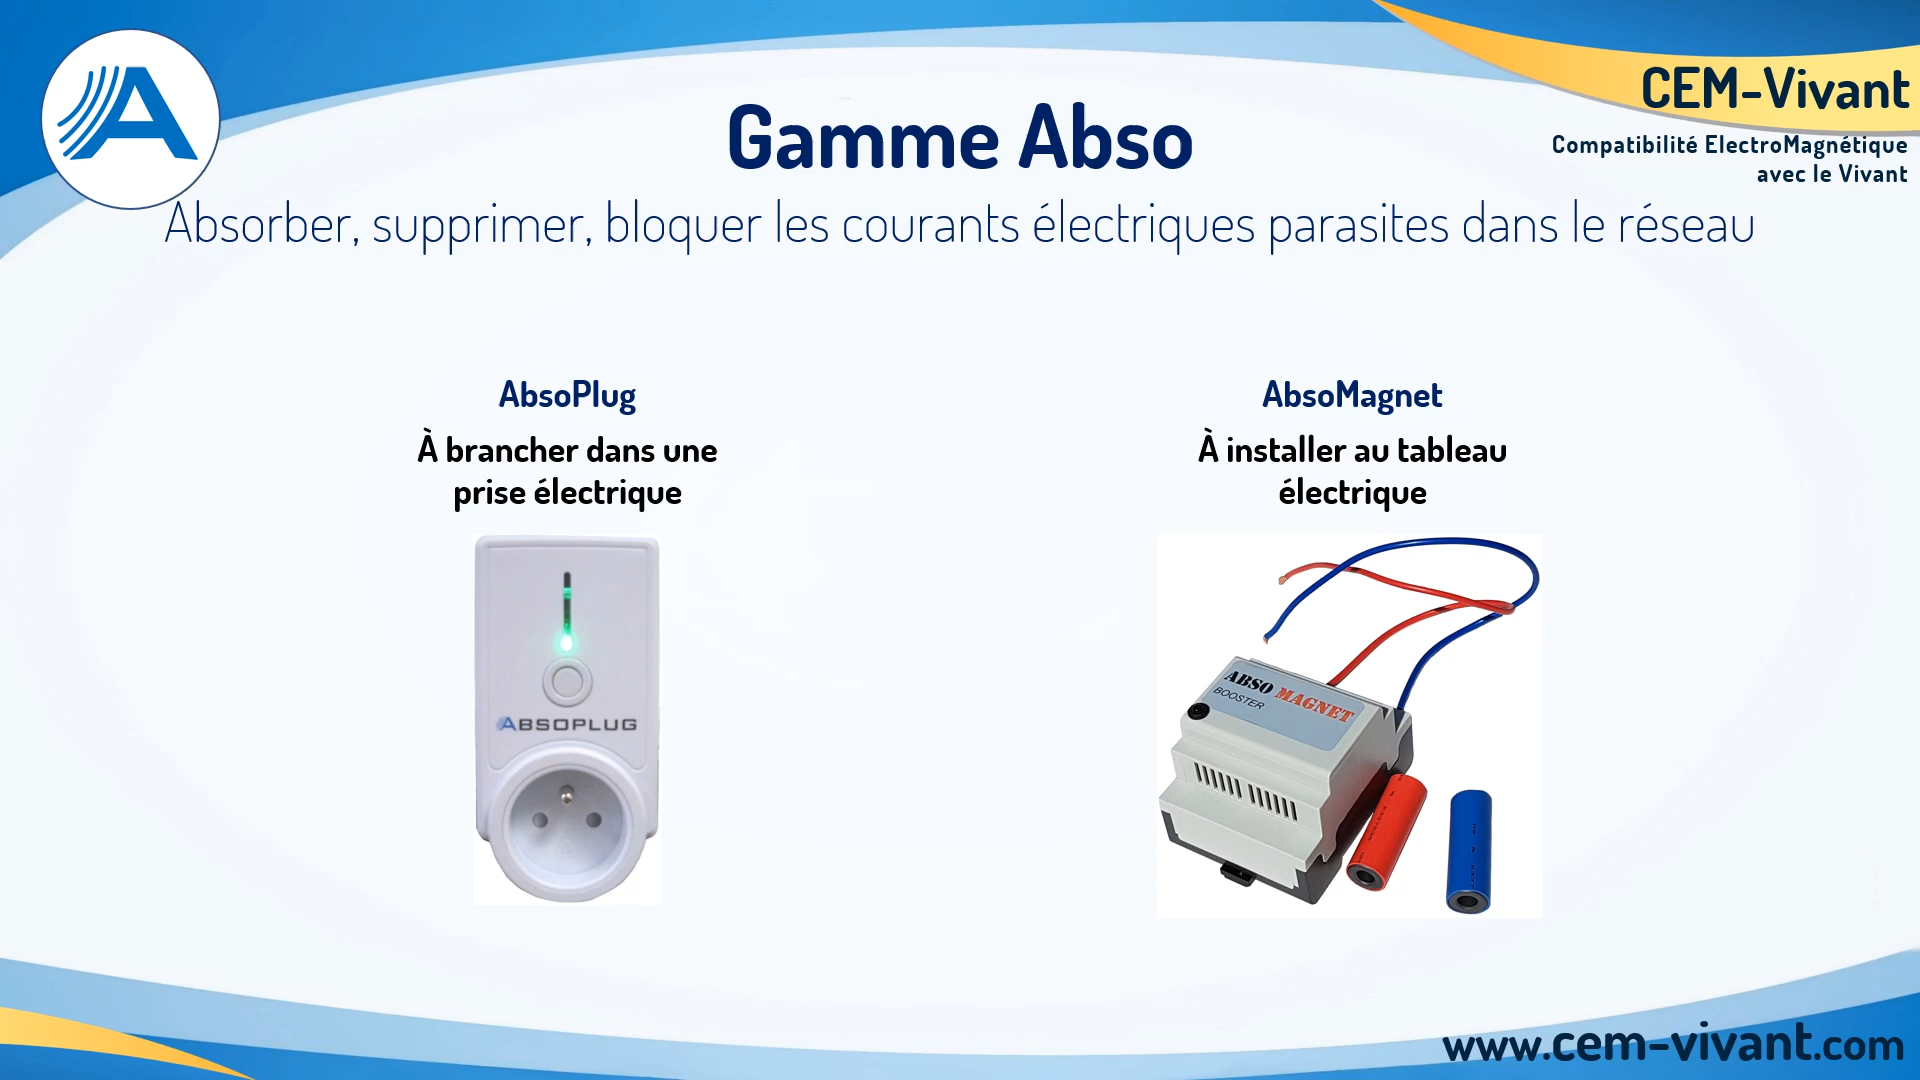 CEM-Vivant
Compatibilité ElectroMagnétique
avec le Vivant
Gamme Abso
Absorber, supprimer, bloquer les courants électriques parasites dans le réseau
AbsoPlug
À brancher dans une
prise électrique
ABSOPLUG
AbsoMagnet
À installer au tableau
électrique
ABSO MAGNET
BOOSTER
www.cem-vivant.com